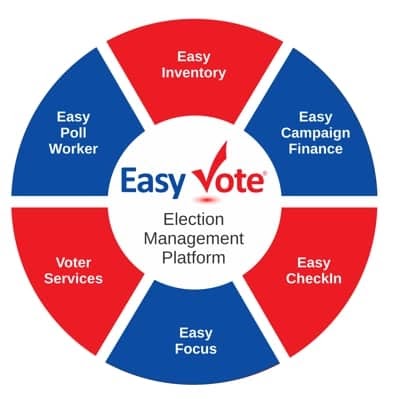 Easy
Inventory
Easy
Poll
Worker
Easy
Campaign
Finance
Easy Vote®
Election
Management
Platform
Voter
Services
Easy
CheckIn
Easy
Focus